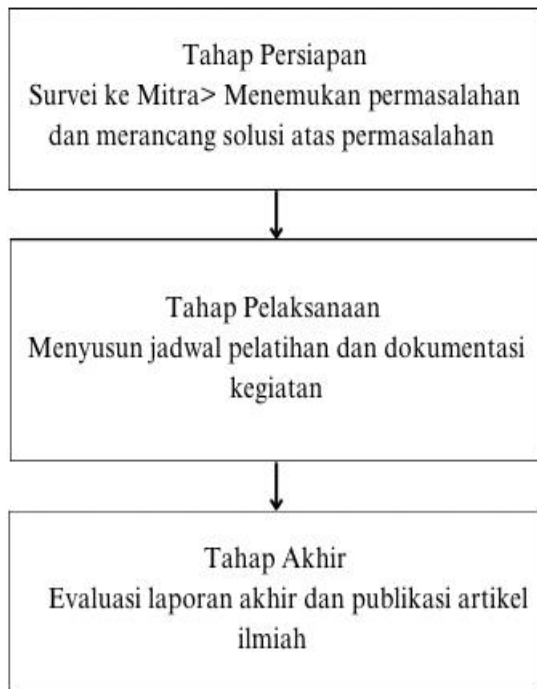 Tahap Persiapan
Survei ke Mitra> Menemukan permasalahan
dan merancang solusi atas permasalahan
Tahap Pelaksanaan
Menyusun jadwal pelatihan dan dokumentasi
kegiatan
Tahap Akhir
Evaluasi laporan akhir dan publikasi artikel
ilmiah